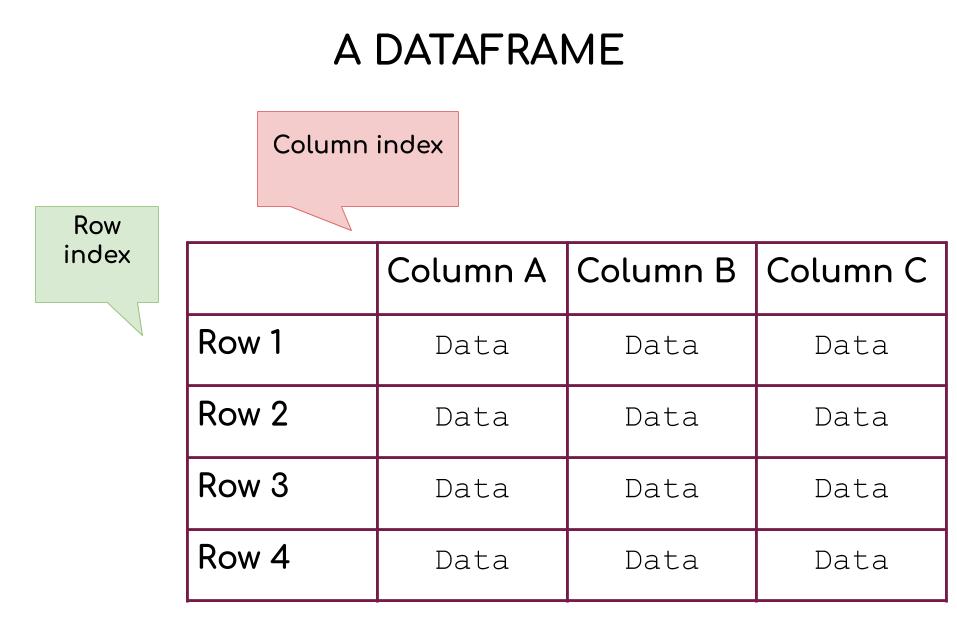 A DATAFRAME
Column index
Row
index
Column A Column B Column C
Row 1 Data Data Data
Row 2 Data Data Data
Row 3 Data Data Data
Row 4 Data Data Data